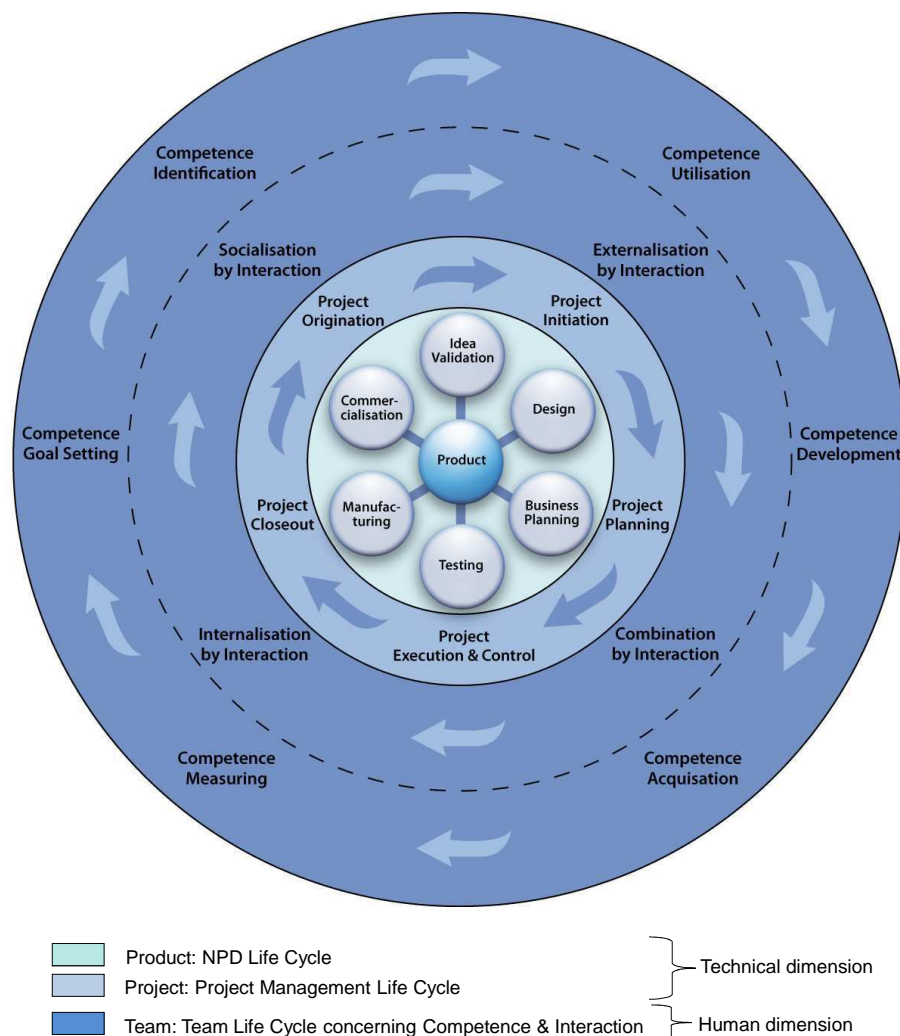 Competence
Identification
Competence
Utilisation
Socialisation
by Interaction
Externalisation
by Interaction
Project
Origination
Project
Initiation
Idea
Validation
Commer-
cialisation
Design
Competence
Goal Setting
Product
Competence
Development
Project
Closeout
Manufac-
turing
Business
Planning
Project
Planning
Testing
Internalisation
by Interaction
Project
Execution & Control
Combination
by Interaction
Competence
Measuring
Competence
Acquisation
Product: NPD Life Cycle
Technical dimension
Project: Project Management Life Cycle
Team: Team Life Cycle concerning Competence & Interaction
Human dimension